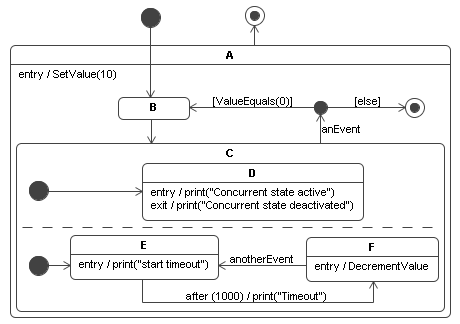 A
entry / SetValue(10)
B
[ValueEquals(0)]
[else]
anEvent
C
D
entry / print("Concurrent state active")
exit / print("Concurrent state deactivated")
E
entry / print("start timeout")
anotherEvent
F
entry / DecrementValue
after (1000) / print("Timeout")